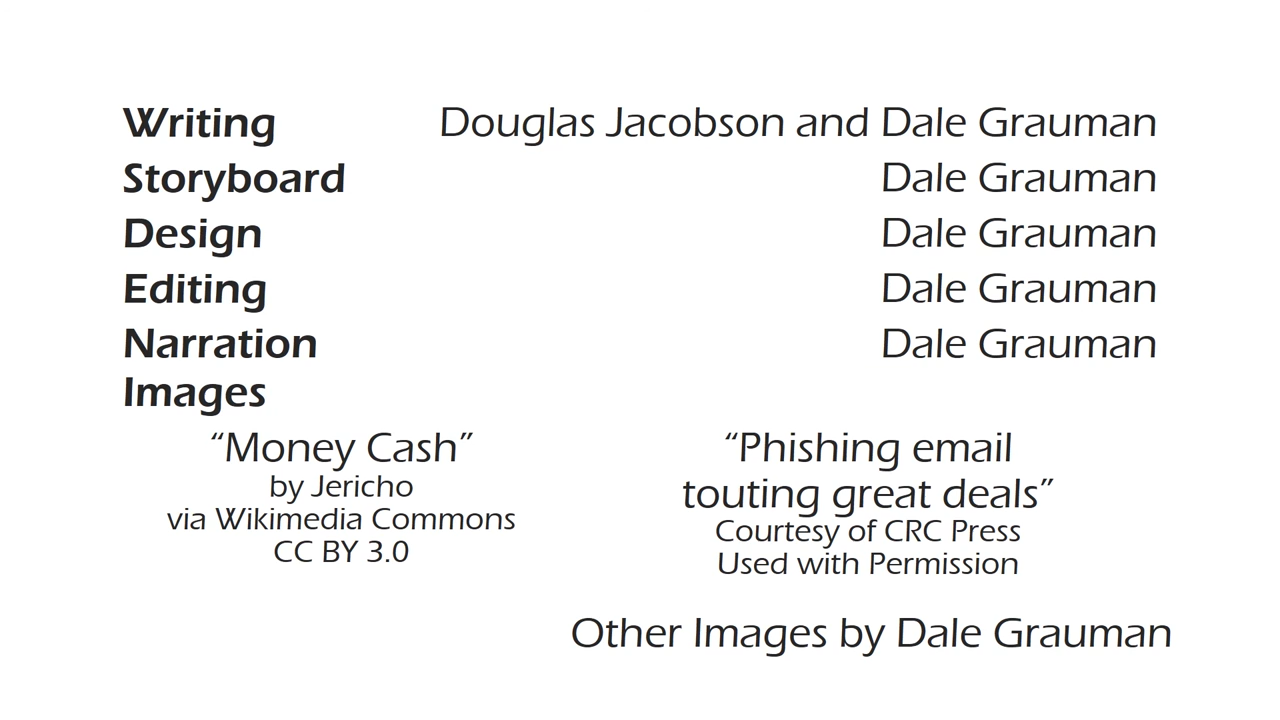 Writing Douglas Jacobson and Dale Grauman
Storyboard Dale Grauman
Design Dale Grauman
Editing Dale Grauman
Narration Dale Grauman
Images
“Money Cash”
by Jericho
via Wikimedia Commons
CC BY 3.0
“Phishing email
touting great deals”
Courtesy of CRC Press
Used with Permission
Other Images by Dale Grauman